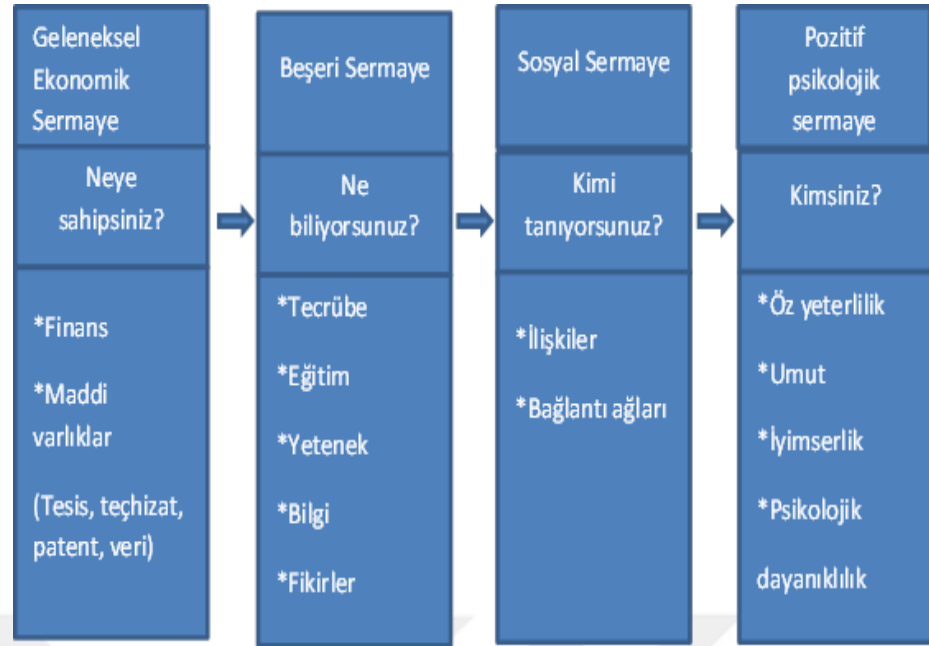 Geleneksel
Ekonomik
Sermaye
Neye
sahipsiniz?
*Finans
*Maddi
varlıklar
(Tesis, teçhizat,
patent, veri)
Beşeri Sermaye
Ne
biliyorsunuz?
*Tecrübe
*Eğitim
*Yetenek
*Bilgi
*Fikirler
Sosyal Sermaye
Kimi
tanıyorsunuz?
*İlişkiler
*Bağlantı ağları
Pozitif
psikolojik
sermaye
Kimsiniz?
*Öz yeterlilik
*Umut
*İyimserlik
*Psikolojik
dayanıklılık